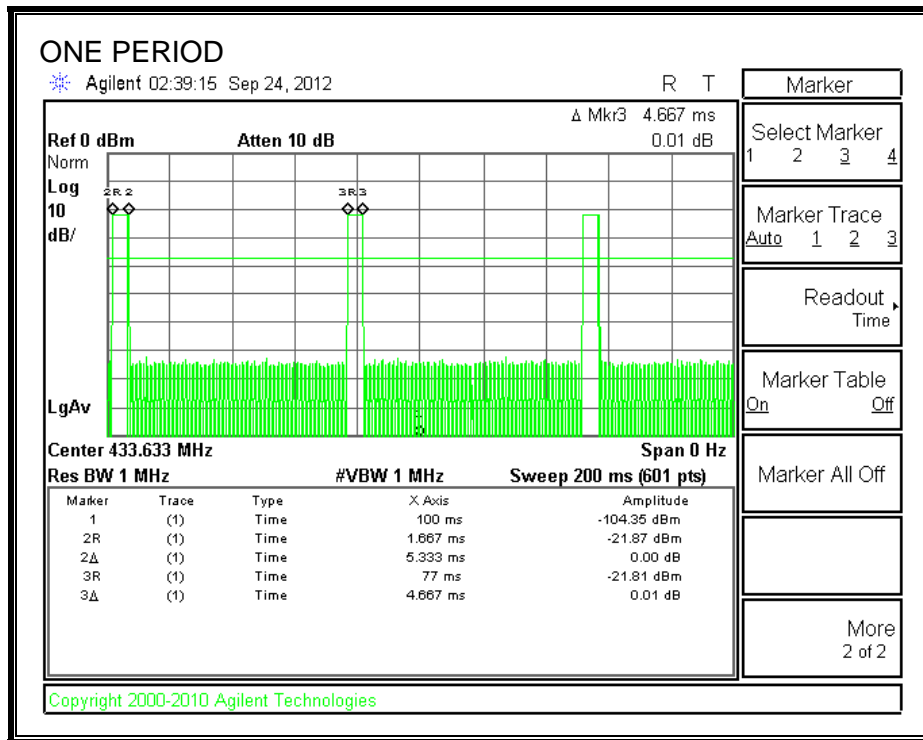 ONE PERIOD
Agilent 02:39:15 Sep 24, 2012 R T
Δ Mkr3 4.667 ms
Ref 0 dBm Atten 10 dB 0.01 dB
Norm
Log
10
dB/
2R 2 3R 3
1
LgAv
Center 433.633 MHz Span 0 Hz
Res BW 1 MHz #VBW 1 MHz Sweep 200 ms (601 pts)
Marker Trace Type X Axis Amplitude
1 (1) Time 100 ms -104.35 dBm
2R (1) Time 1.667 ms -21.87 dBm
2Δ (1) Time 5.333 ms 0.00 dB
3R (1) Time 77 ms -21.81 dBm
3Δ (1) Time 4.667 ms 0.01 dB
Marker
Select Marker
1 2 3 4
Marker Trace
Auto 1 2 3
Readout
Time
Marker Table
On Off
Marker All Off
More
2 of 2
Copyright 2000-2010 Agilent Technologies